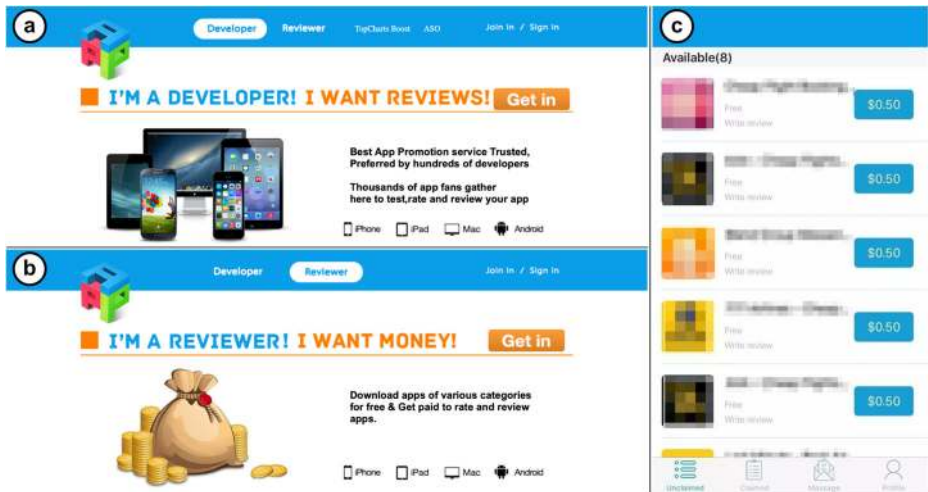 a
Developer Reviewer TopCharts Boost ASO Join In / Sign In
I'M A DEVELOPER! I WANT REVIEWS! Get in
Best App Promotion service Trusted,
Preferred by hundreds of developers
Thousands of app fans gather
here to test,rate and review your app
iPhone iPad Mac Android
b
Developer Reviewer Join In / Sign In
I'M A REVIEWER! I WANT MONEY! Get in
Download apps of various categories
for free & Get paid to rate and review
apps.
iPhone iPad Mac Android
c
Available(8)
Free
Write review
$0.50
Free
Write review
$0.50
Free
Write review
$0.50
Free
Write review
$0.50
Free
Write review
$0.50
Unclaimed Claimed Message Profile